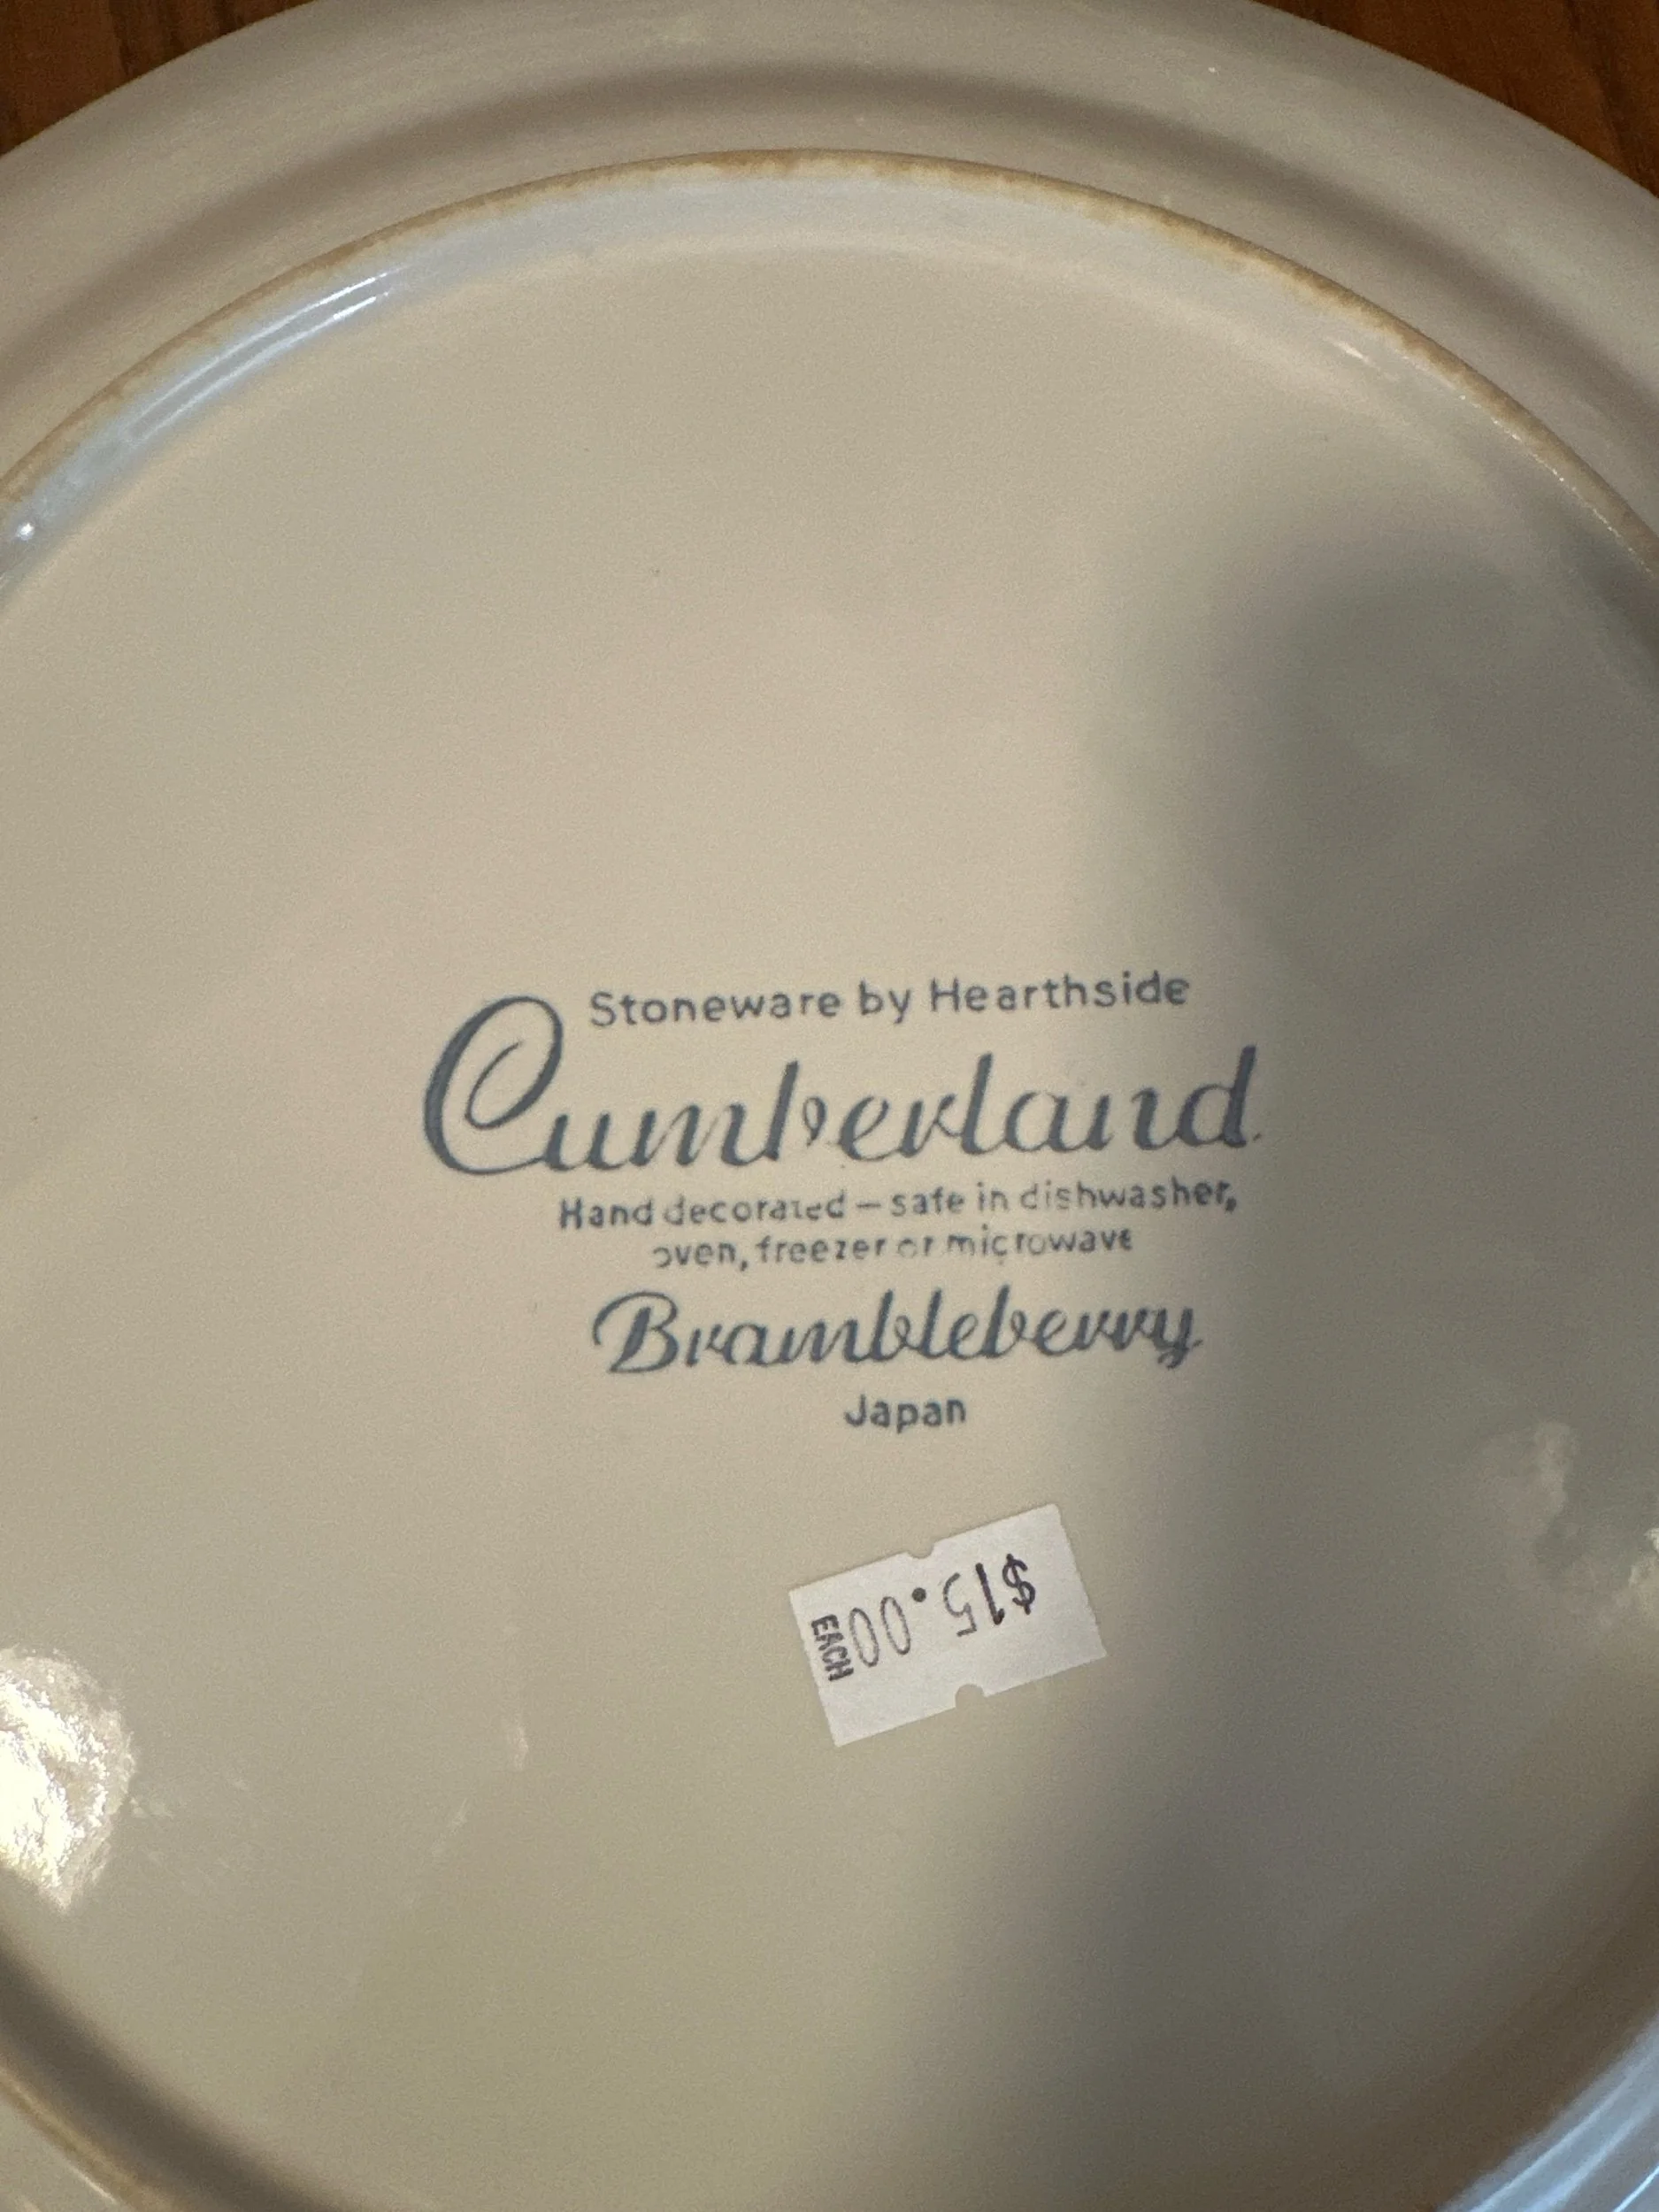 Stoneware by Hearthside
Cumberland
Hand decorated – safe in dishwasher,
oven, freezer or microwave
Brambleberry
Japan
$15.00
EACH